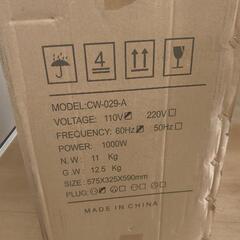 4
MODEL:CW-029-A
VOLTAGE: 110V 220V
FREQUENCY: 60Hz 50Hz
POWER: 1000W
N.W: 11 Kg
G.W: 12.5 Kg
SIZE: 575X325X590mm
PLUG:
MADE IN CHINA